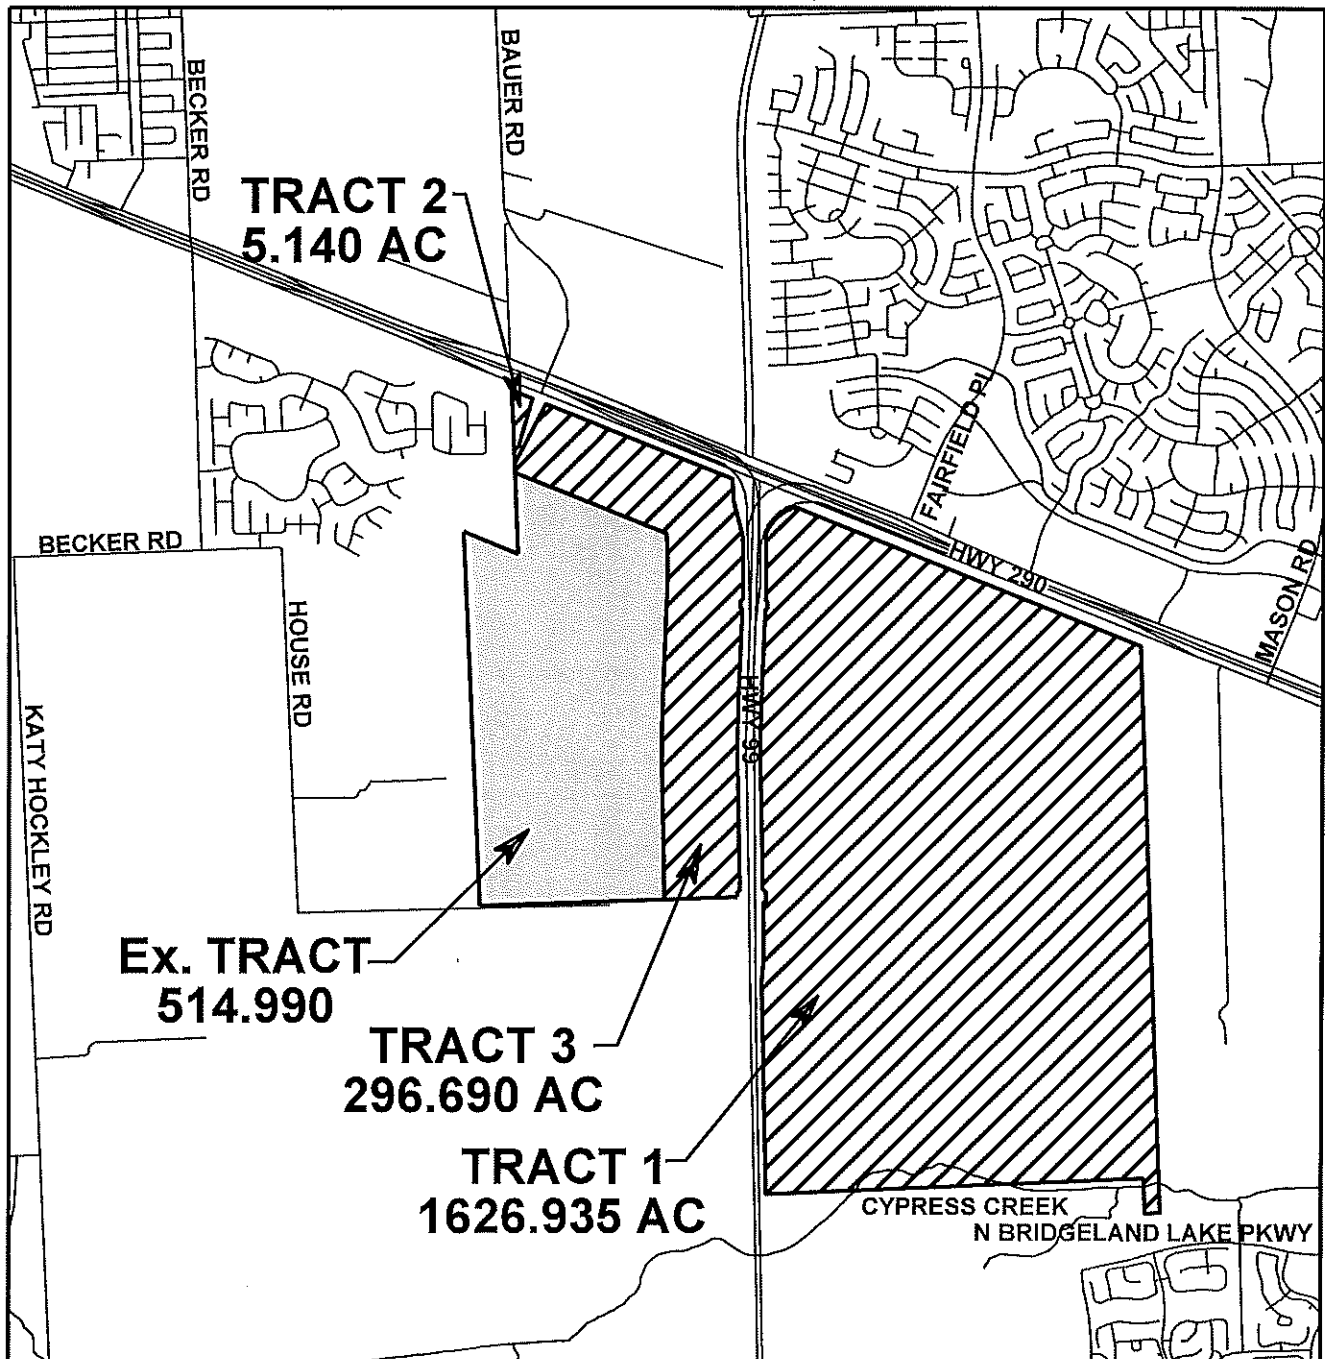 BECKER RD
BAUER RD
TRACT 2
5.140 AC
FAIRFIELD PL
BECKER RD
HWY 290
MASON RD
HOUSE RD
HWY 99
KATY HOCKLEY RD
Ex. TRACT
514.990
TRACT 3
296.690 AC
TRACT 1
1626.935 AC
CYPRESS CREEK
N BRIDGELAND LAKE PKWY